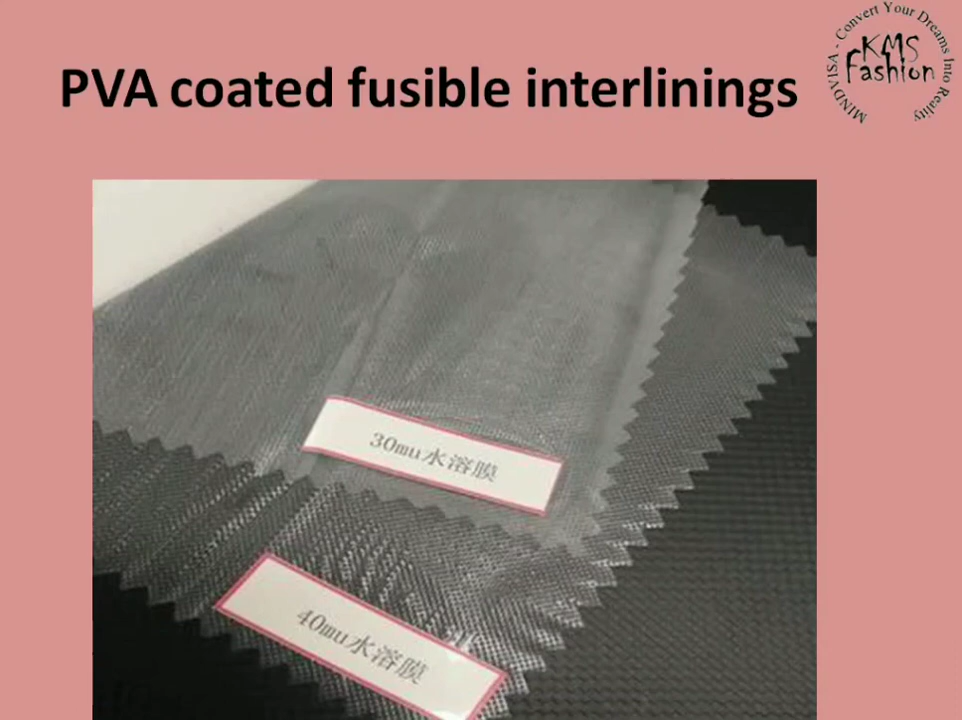 PVA coated fusible interlinings
MINDVISA - Convert Your Dreams Into Reality
KMS
Fashion
30mu水溶膜
40mu水溶膜